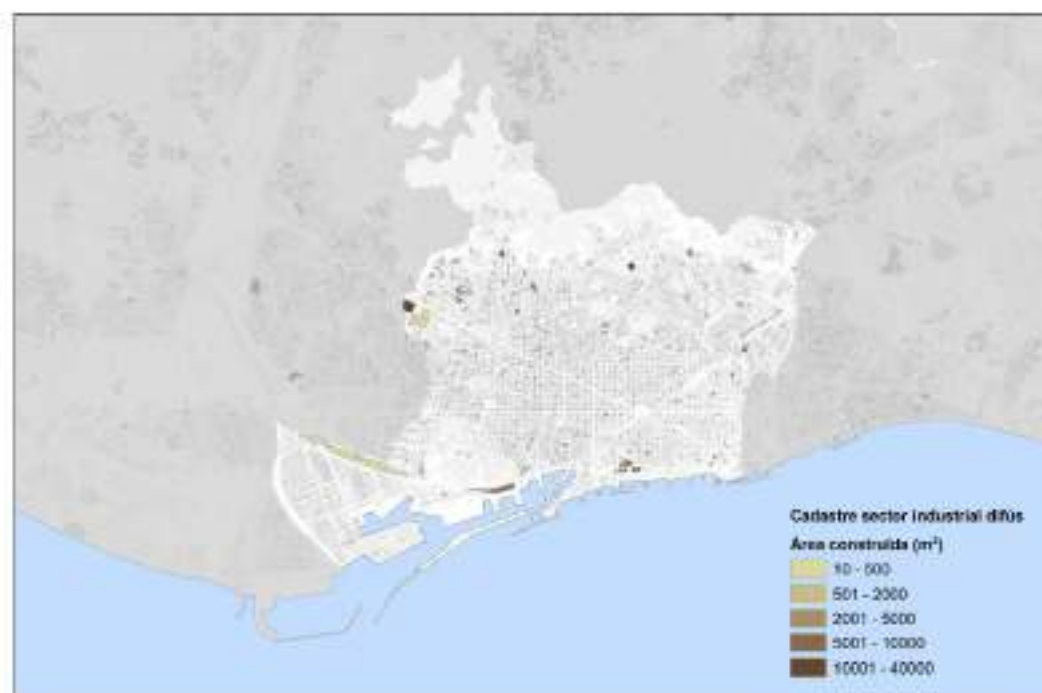 Cadastre sector industrial difús
Àrea construïda (m²)
10 - 500
501 - 2000
2001 - 5000
5001 - 10000
10001 - 40000